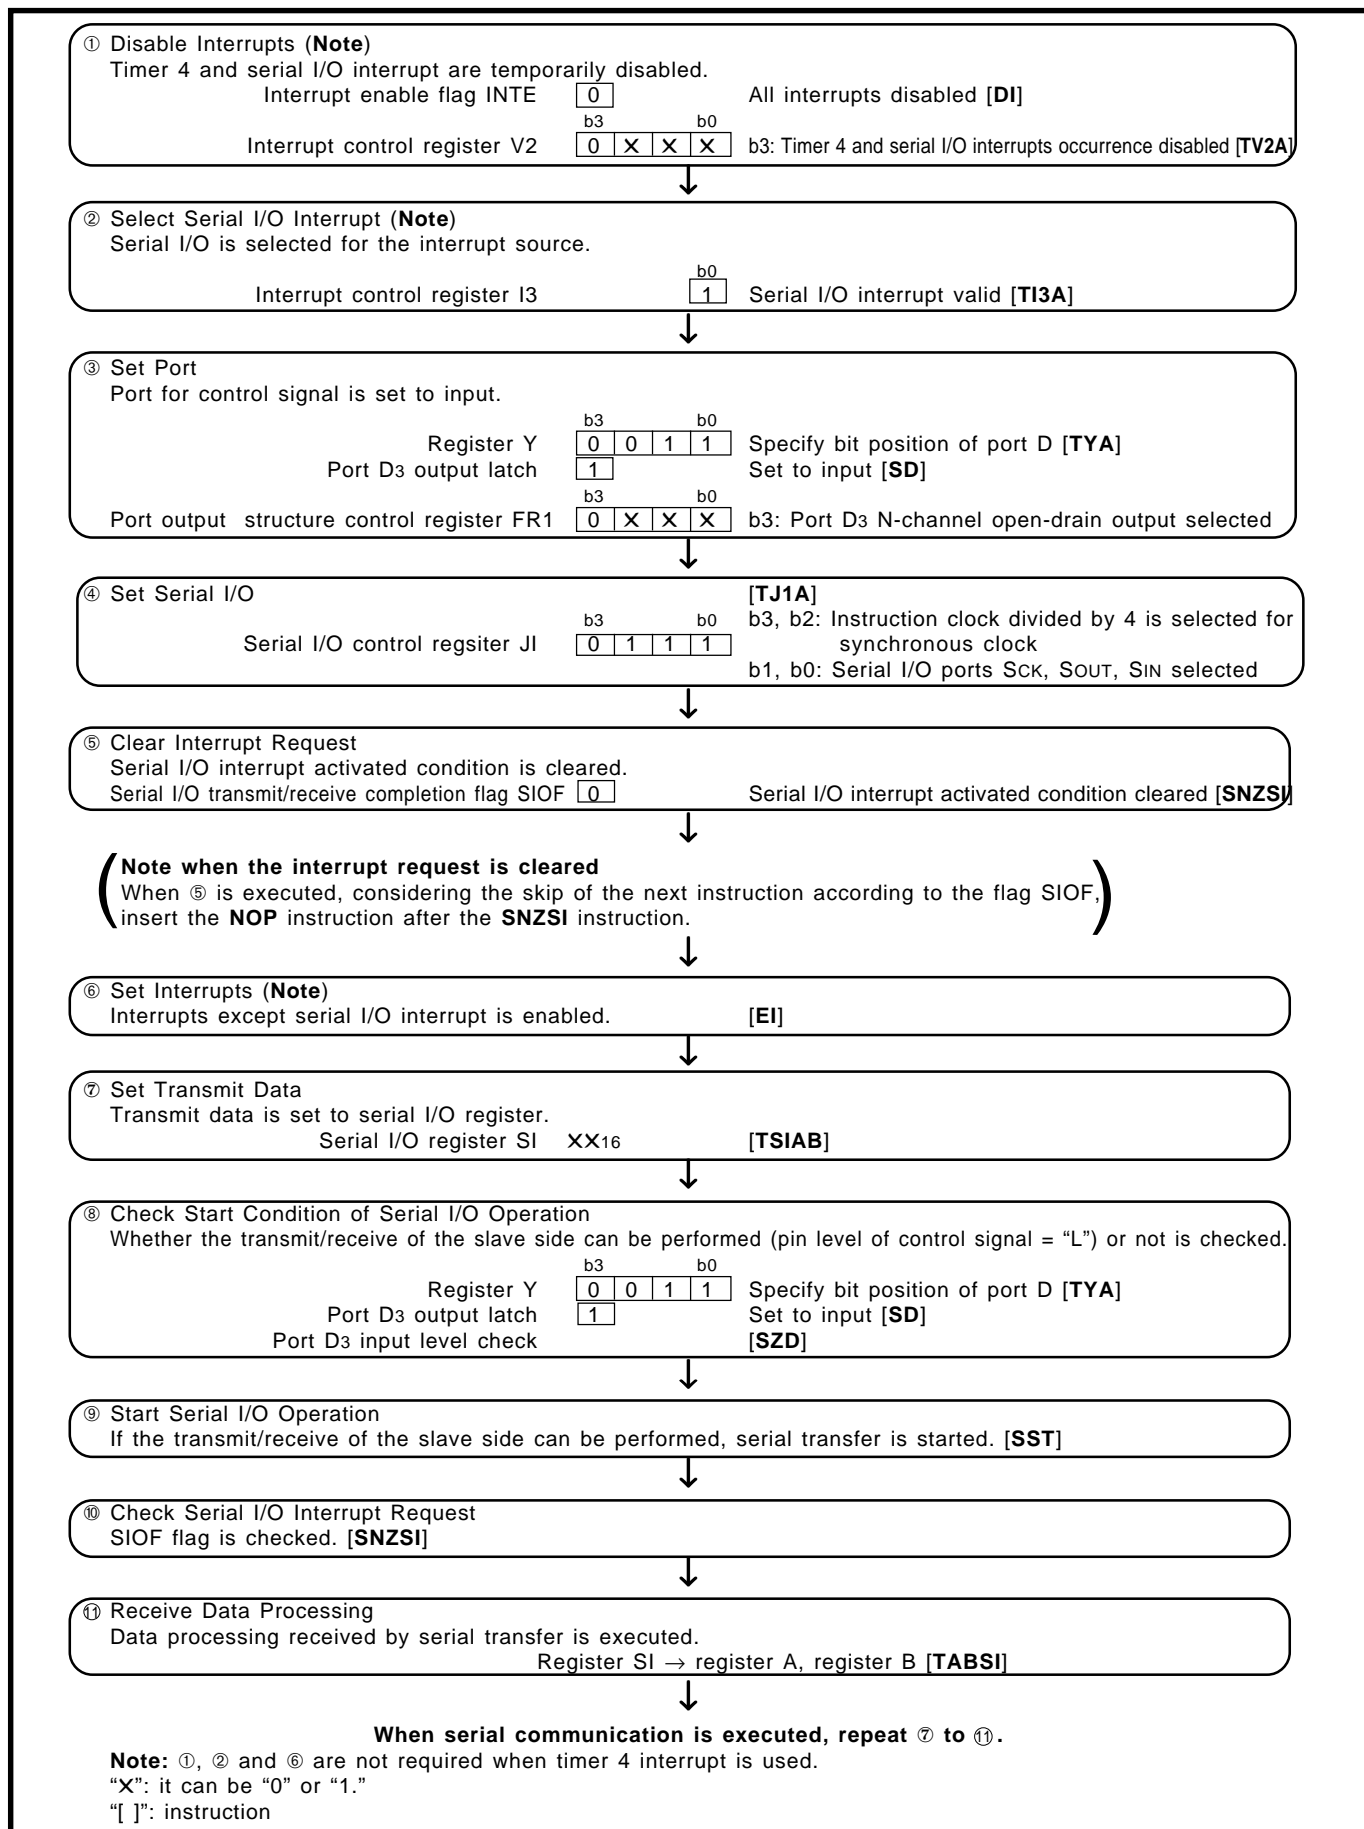 ① Disable Interrupts (Note)
Timer 4 and serial I/O interrupt are temporarily disabled.
Interrupt enable flag INTE 0 All interrupts disabled [DI]
b3 b0
Interrupt control register V2 0 ✕ ✕ ✕ b3: Timer 4 and serial I/O interrupts occurrence disabled [TV2A]
↓
② Select Serial I/O Interrupt (Note)
Serial I/O is selected for the interrupt source.
b0
Interrupt control register I3 1 Serial I/O interrupt valid [TI3A]
↓
③ Set Port
Port for control signal is set to input.
b3 b0
Register Y 0 0 1 1 Specify bit position of port D [TYA]
Port D3 output latch 1 Set to input [SD]
b3 b0
Port output structure control register FR1 0 ✕ ✕ ✕ b3: Port D3 N-channel open-drain output selected
↓
④ Set Serial I/O [TJ1A]
b3 b0 b3, b2: Instruction clock divided by 4 is selected for
Serial I/O control regsiter JI 0 1 1 1 synchronous clock
b1, b0: Serial I/O ports SCK, SOUT, SIN selected
↓
⑤ Clear Interrupt Request
Serial I/O interrupt activated condition is cleared.
Serial I/O transmit/receive completion flag SIOF 0 Serial I/O interrupt activated condition cleared [SNZSI]
↓
Note when the interrupt request is cleared
When ⑤ is executed, considering the skip of the next instruction according to the flag SIOF,
insert the NOP instruction after the SNZSI instruction.
↓
⑥ Set Interrupts (Note)
Interrupts except serial I/O interrupt is enabled. [EI]
↓
⑦ Set Transmit Data
Transmit data is set to serial I/O register.
Serial I/O register SI ✕✕16 [TSIAB]
↓
⑧ Check Start Condition of Serial I/O Operation
Whether the transmit/receive of the slave side can be performed (pin level of control signal = “L”) or not is checked.
b3 b0
Register Y 0 0 1 1 Specify bit position of port D [TYA]
Port D3 output latch 1 Set to input [SD]
Port D3 input level check [SZD]
↓
⑨ Start Serial I/O Operation
If the transmit/receive of the slave side can be performed, serial transfer is started. [SST]
↓
⑩ Check Serial I/O Interrupt Request
SIOF flag is checked. [SNZSI]
↓
⑪ Receive Data Processing
Data processing received by serial transfer is executed.
Register SI → register A, register B [TABSI]
↓
When serial communication is executed, repeat ⑦ to ⑪.
Note: ①, ② and ⑥ are not required when timer 4 interrupt is used.
“✕”: it can be “0” or “1.”
“[ ]”: instruction